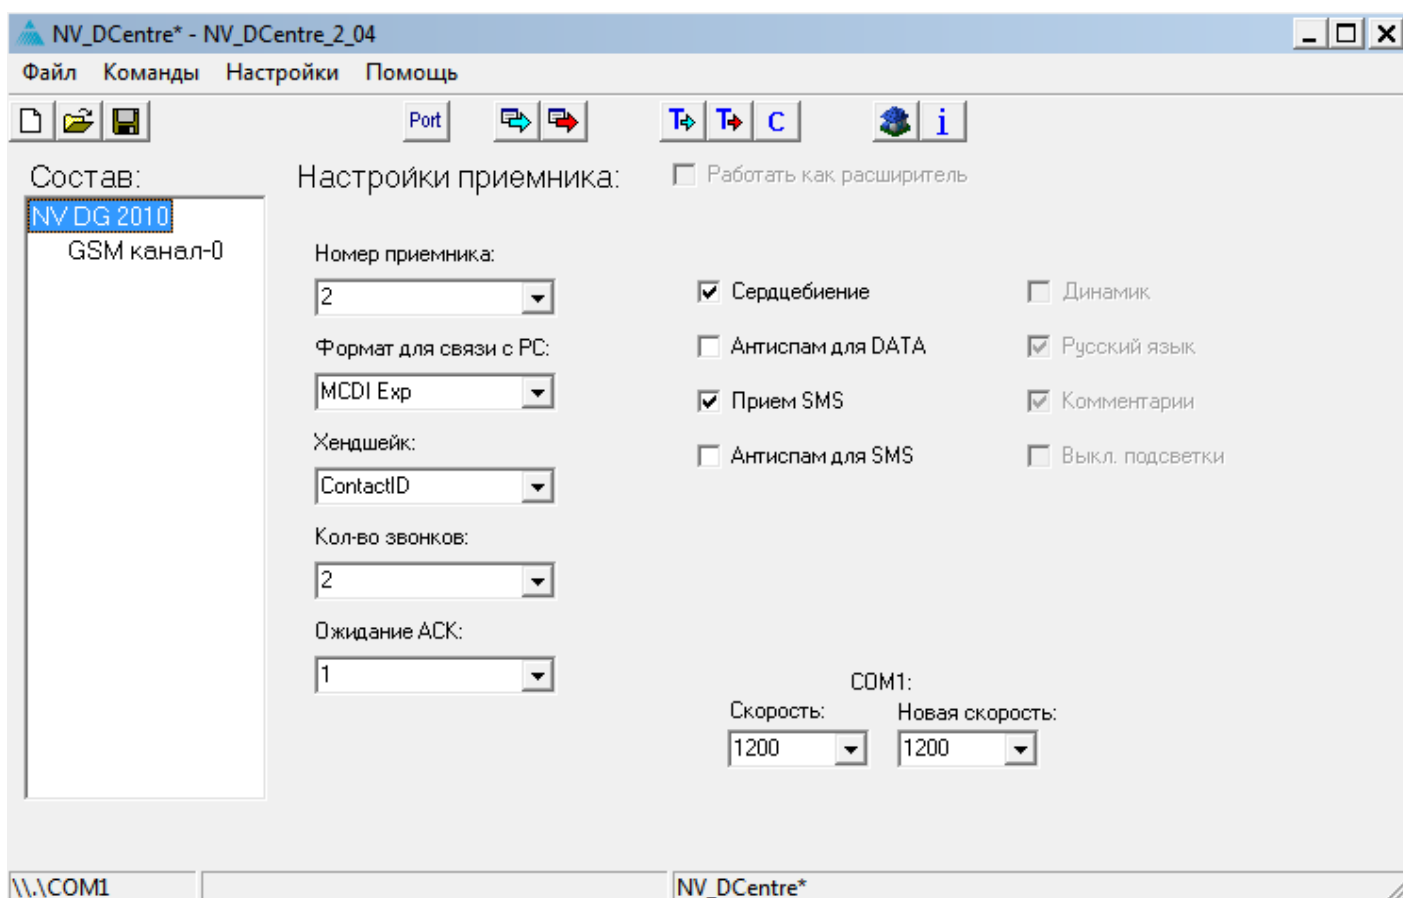 NV_DCentre* - NV_DCentre_2_04
Файл Команды Настройки Помощь
Port T T C i
Состав:
NV DG 2010
GSM канал-0
Настройки приемника:
Работать как расширитель
Номер приемника:
2
Формат для связи с PC:
MCDI Exp
Хендшейк:
ContactID
Кол-во звонков:
2
Ожидание ACK:
1
Сердцебиение
Антиспам для DATA
Прием SMS
Антиспам для SMS
Динамик
Русский язык
Комментарии
Выкл. подсветки
COM1:
Скорость: Новая скорость:
1200 1200
\\.\COM1 NV_DCentre*